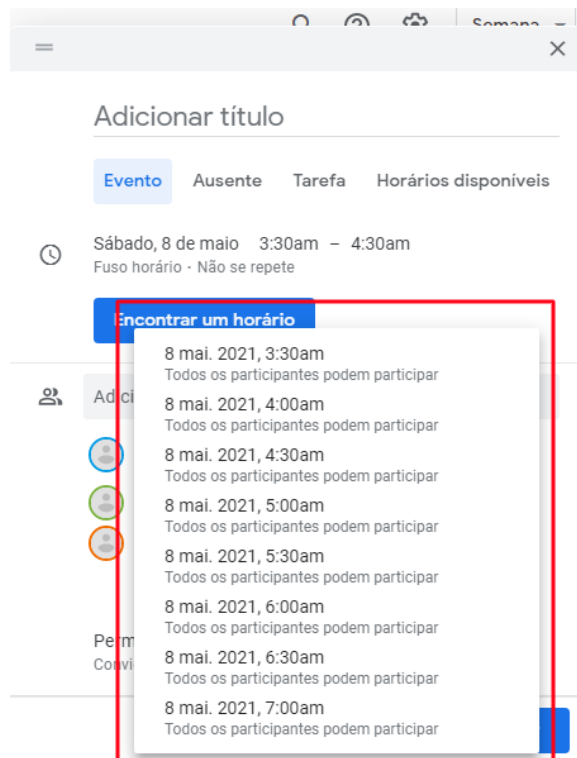 Semana
Adicionar título
Evento Ausente Tarefa Horários disponíveis
Sábado, 8 de maio 3:30am – 4:30am
Fuso horário · Não se repete
Encontrar um horário
8 mai. 2021, 3:30am
Todos os participantes podem participar
Adici
8 mai. 2021, 4:00am
Todos os participantes podem participar
8 mai. 2021, 4:30am
Todos os participantes podem participar
8 mai. 2021, 5:00am
Todos os participantes podem participar
8 mai. 2021, 5:30am
Todos os participantes podem participar
8 mai. 2021, 6:00am
Todos os participantes podem participar
Perm
8 mai. 2021, 6:30am
Convi
Todos os participantes podem participar
8 mai. 2021, 7:00am
Todos os participantes podem participar